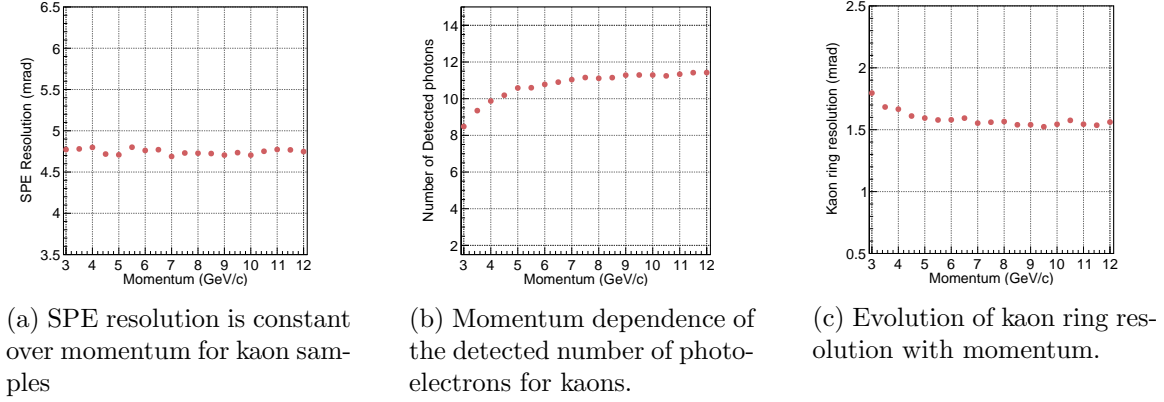 6.5
6
5.5
5
4.5
4
3.5
SPE Resolution (mrad)
3 4 5 6 7 8 9 10 11 12
Momentum (GeV/c)
14
12
10
8
6
4
2
Number of Detected photons
3 4 5 6 7 8 9 10 11 12
Momentum (GeV/c)
2.5
2
1.5
1
0.5
Kaon ring resolution (mrad)
3 4 5 6 7 8 9 10 11 12
Momentum (GeV/c)
(a) SPE resolution is constant
over momentum for kaon sam-
ples
(b) Momentum dependence of
the detected number of photo-
electrons for kaons.
(c) Evolution of kaon ring res-
olution with momentum.